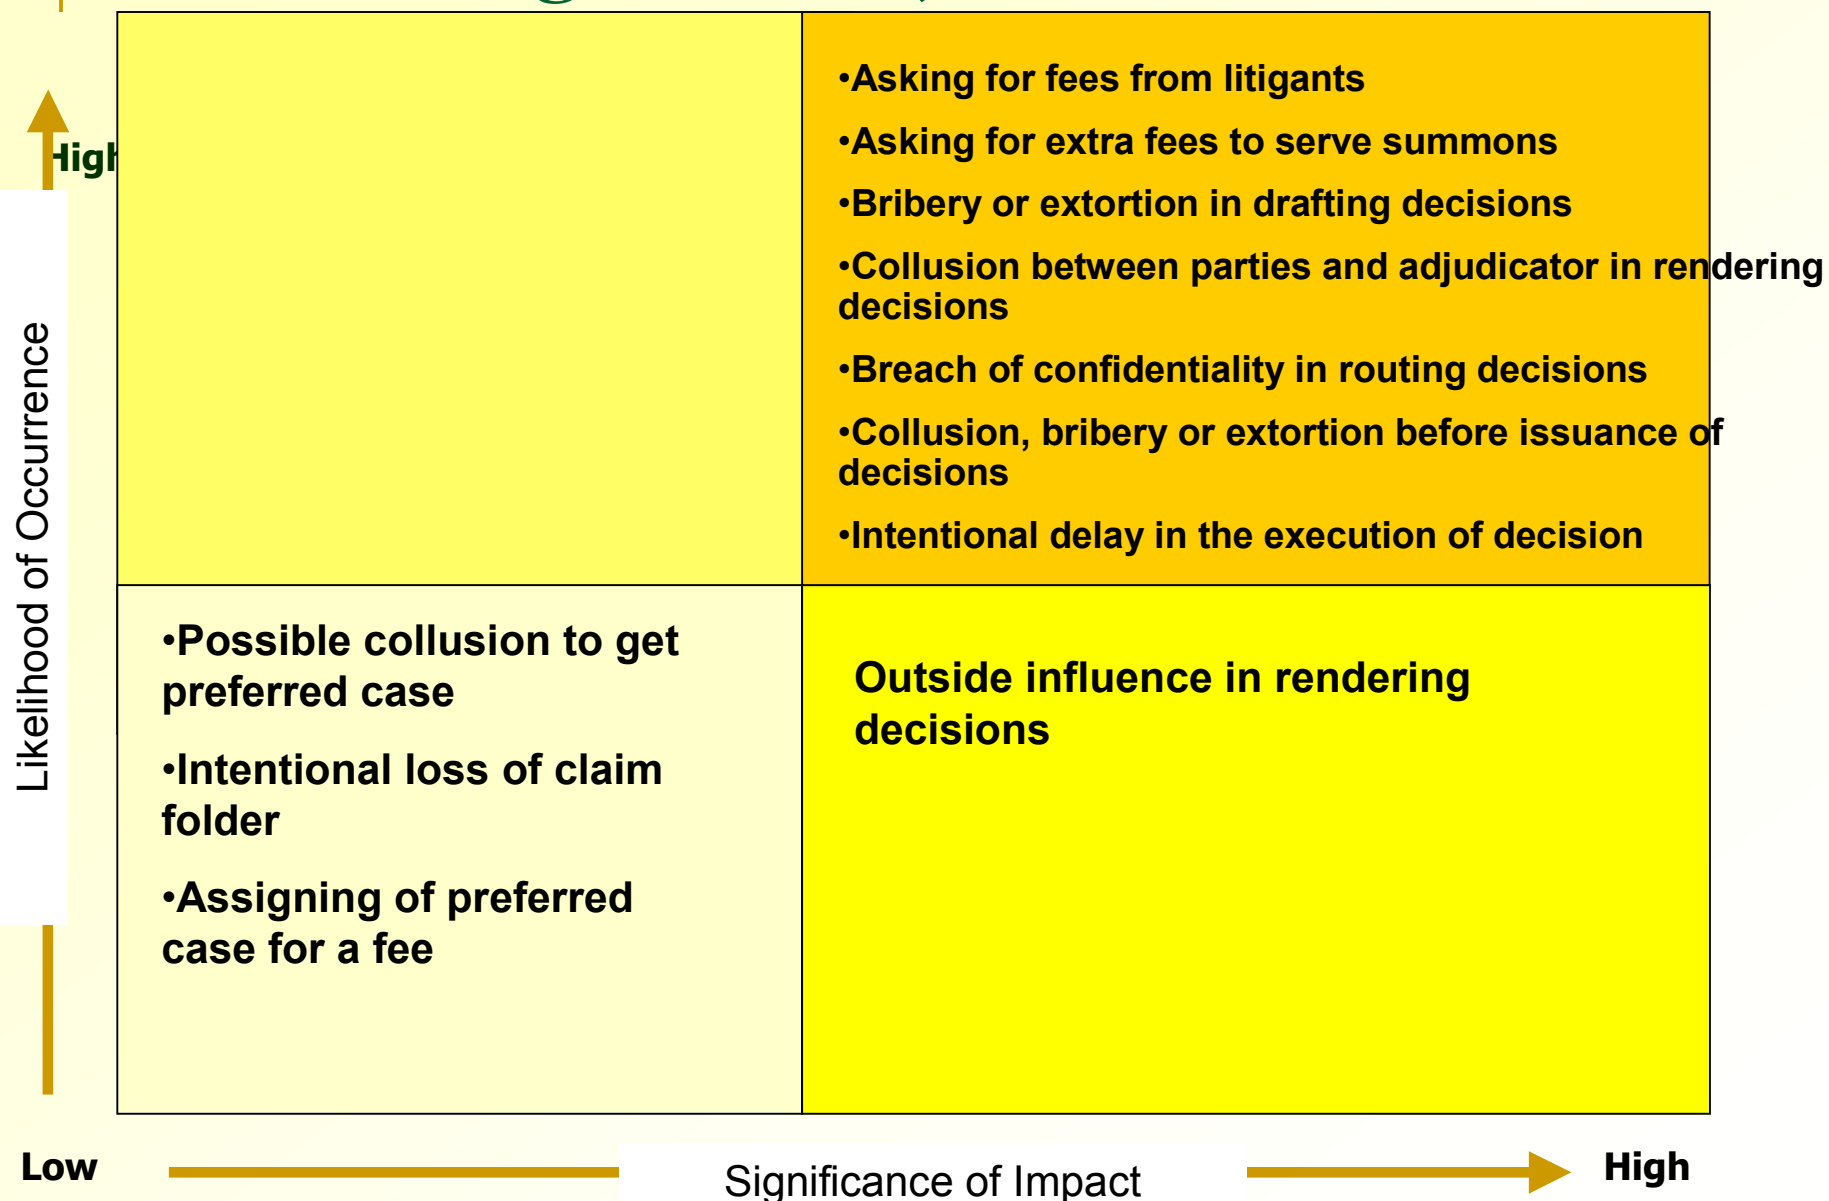 High
•Asking for fees from litigants
•Asking for extra fees to serve summons
•Bribery or extortion in drafting decisions
•Collusion between parties and adjudicator in rendering
decisions
•Breach of confidentiality in routing decisions
•Collusion, bribery or extortion before issuance of
decisions
•Intentional delay in the execution of decision
Likelihood of Occurrence
•Possible collusion to get
preferred case
•Intentional loss of claim
folder
•Assigning of preferred
case for a fee
Outside influence in rendering
decisions
Low
Significance of Impact
High